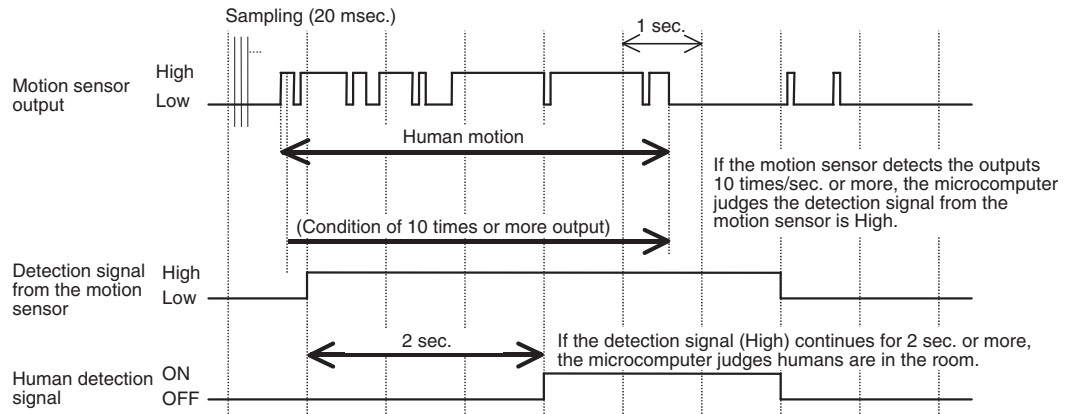 Sampling (20 msec.)
....
1 sec.
Motion sensor
output
High
Low
Human motion
If the motion sensor detects the outputs
10 times/sec. or more, the microcomputer
judges the detection signal from the
motion sensor is High.
(Condition of 10 times or more output)
Detection signal
from the motion
sensor
High
Low
2 sec.
If the detection signal (High) continues for 2 sec. or more,
the microcomputer judges humans are in the room.
Human detection
signal
ON
OFF